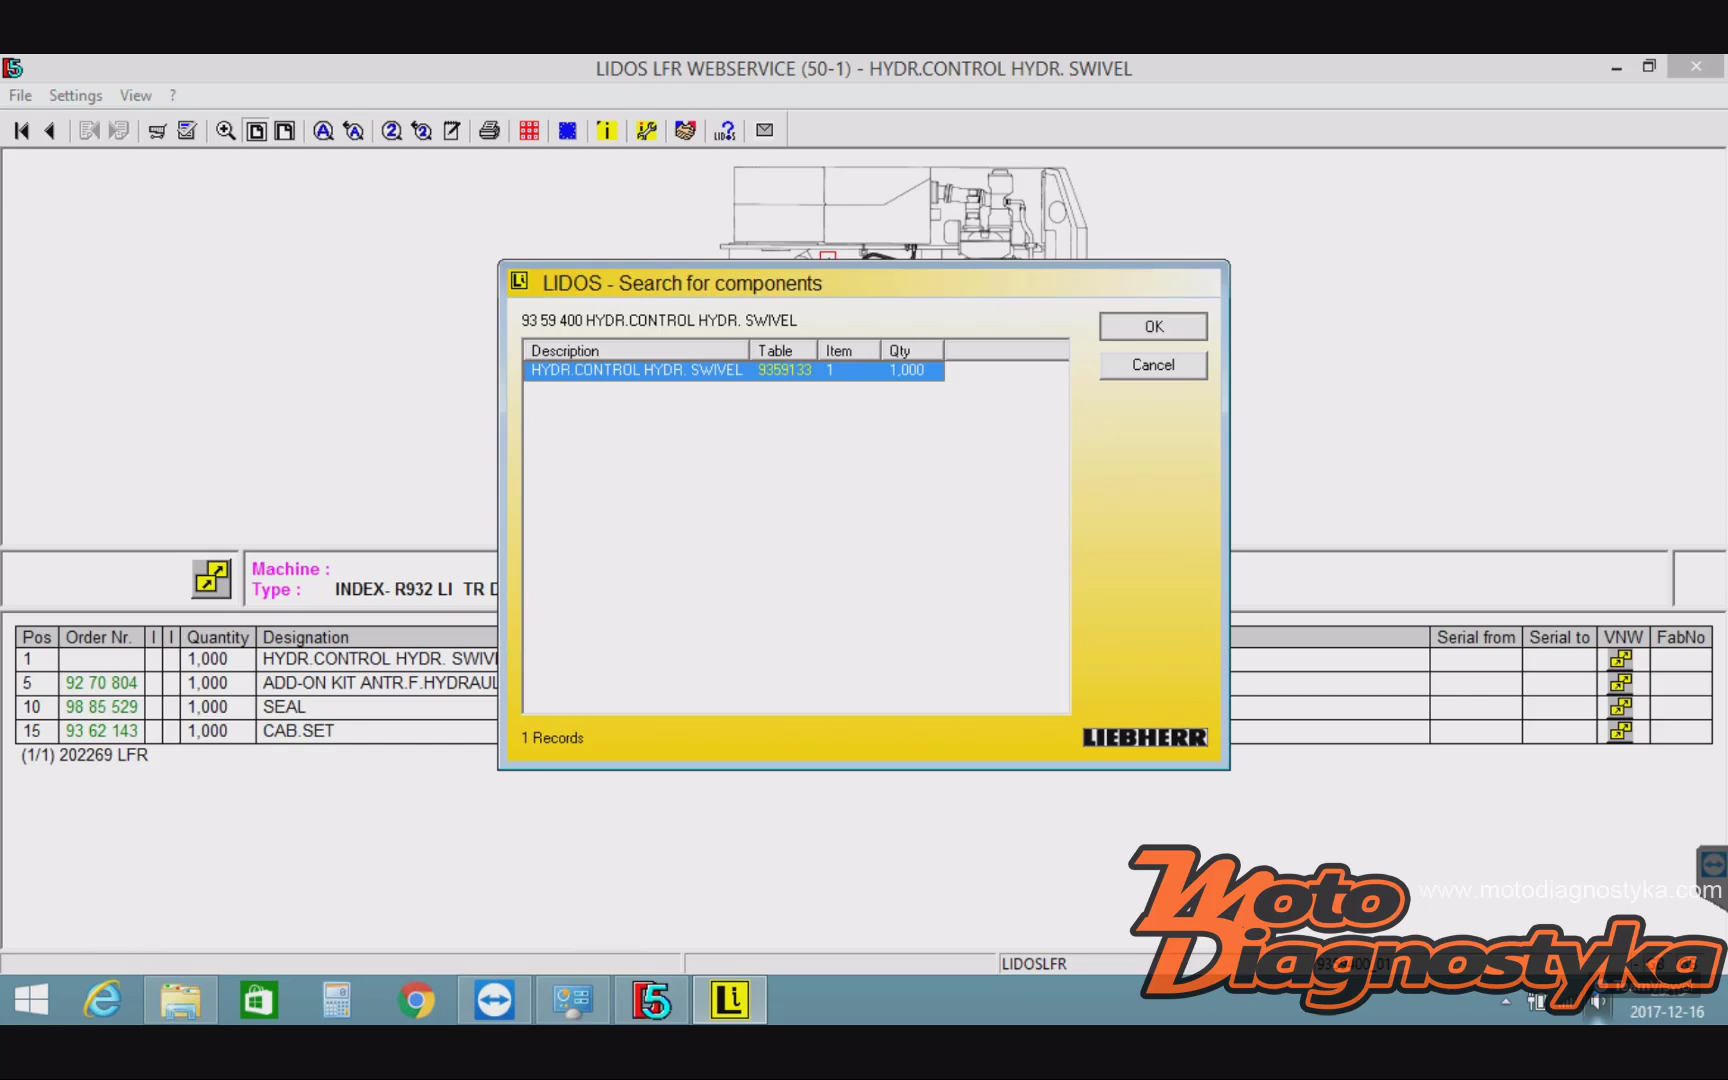 LIDOS LFR WEBSERVICE (50-1) - HYDR.CONTROL HYDR. SWIVEL
File Settings View ?
LIDOS - Search for components
93 59 400 HYDR.CONTROL HYDR. SWIVEL
OK
Description Table Item Qty
HYDR.CONTROL HYDR. SWIVEL 9359133 1 1,000
Cancel
1 Records
LIEBHERR
Machine :
Type : INDEX- R932 LI TR
Pos Order Nr. I I Quantity Designation Serial from Serial to VNW FabNo
1 1,000 HYDR.CONTROL HYDR.
5 92 70 804 1,000 ADD-ON KIT
10 98 85 529 1,000 SEAL
15 93 62 143 1,000 CAB.SET
(1/1) 202269 LFR
www.motodiagnostyka.com
Moto
Diagnostyka
LIDOSLFR
2017-12-16